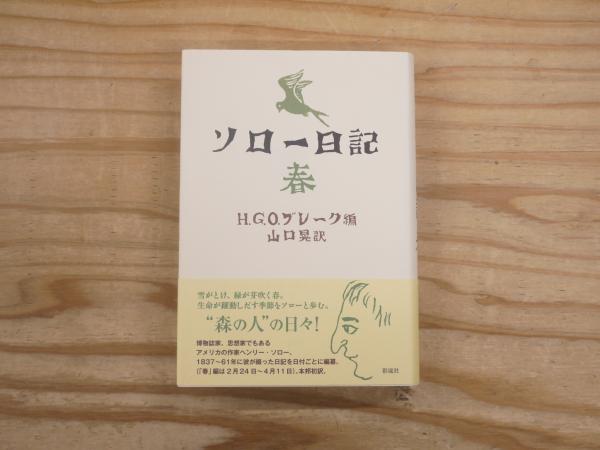 ソロー日記
春
H.G.O.ブレーク編
山口晃訳
雪がとけ、緑が芽吹く春。
生命が躍動しだす季節をソローと歩む。
“森の人”の日々!
博物誌家、思想家でもある
アメリカの作家ヘンリー・ソロー。
1837〜61年に彼が綴った日記を日付ごとに編纂。
(『春』編は2月24日〜4月11日)。本邦初訳。
彩流社